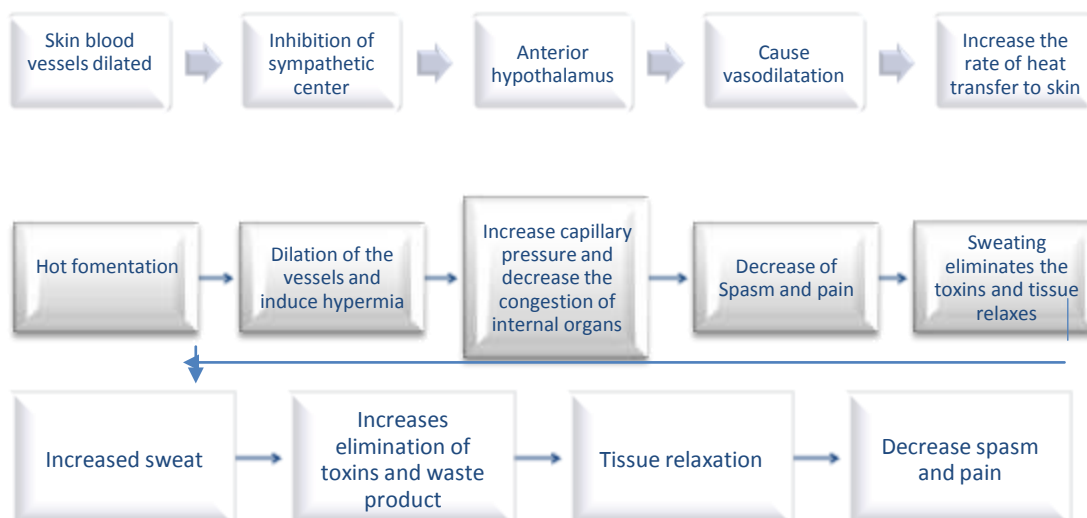 Skin blood
vessels dilated
Inhibition of
sympathetic
center
Anterior
hypothalamus
Cause
vasodilatation
Increase the
rate of heat
transfer to skin
Hot fomentation
Dilation of the
vessels and
induce hypermia
Increase capillary
pressure and
decrease the
congestion of
internal organs
Decrease of
Spasm and pain
Sweating
eliminates the
toxins and tissue
relaxes
Increased sweat
Increases
elimination of
toxins and waste
product
Tissue relaxation
Decrease spasm
and pain